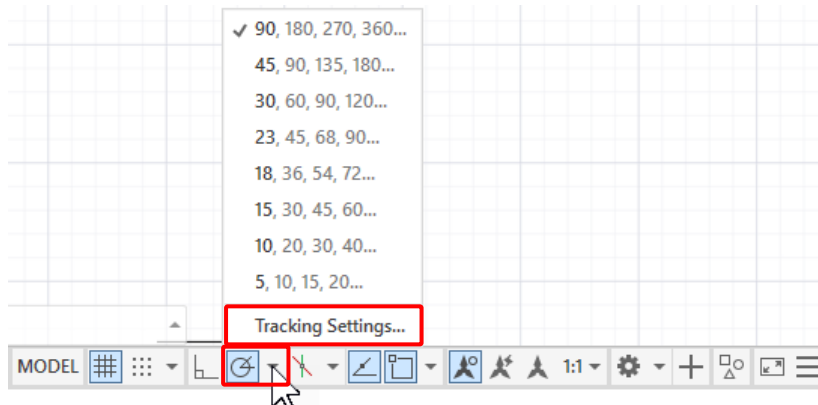 90, 180, 270, 360...
45, 90, 135, 180...
30, 60, 90, 120...
23, 45, 68, 90...
18, 36, 54, 72...
15, 30, 45, 60...
10, 20, 30, 40...
5, 10, 15, 20...
Tracking Settings...
MODEL 1:1